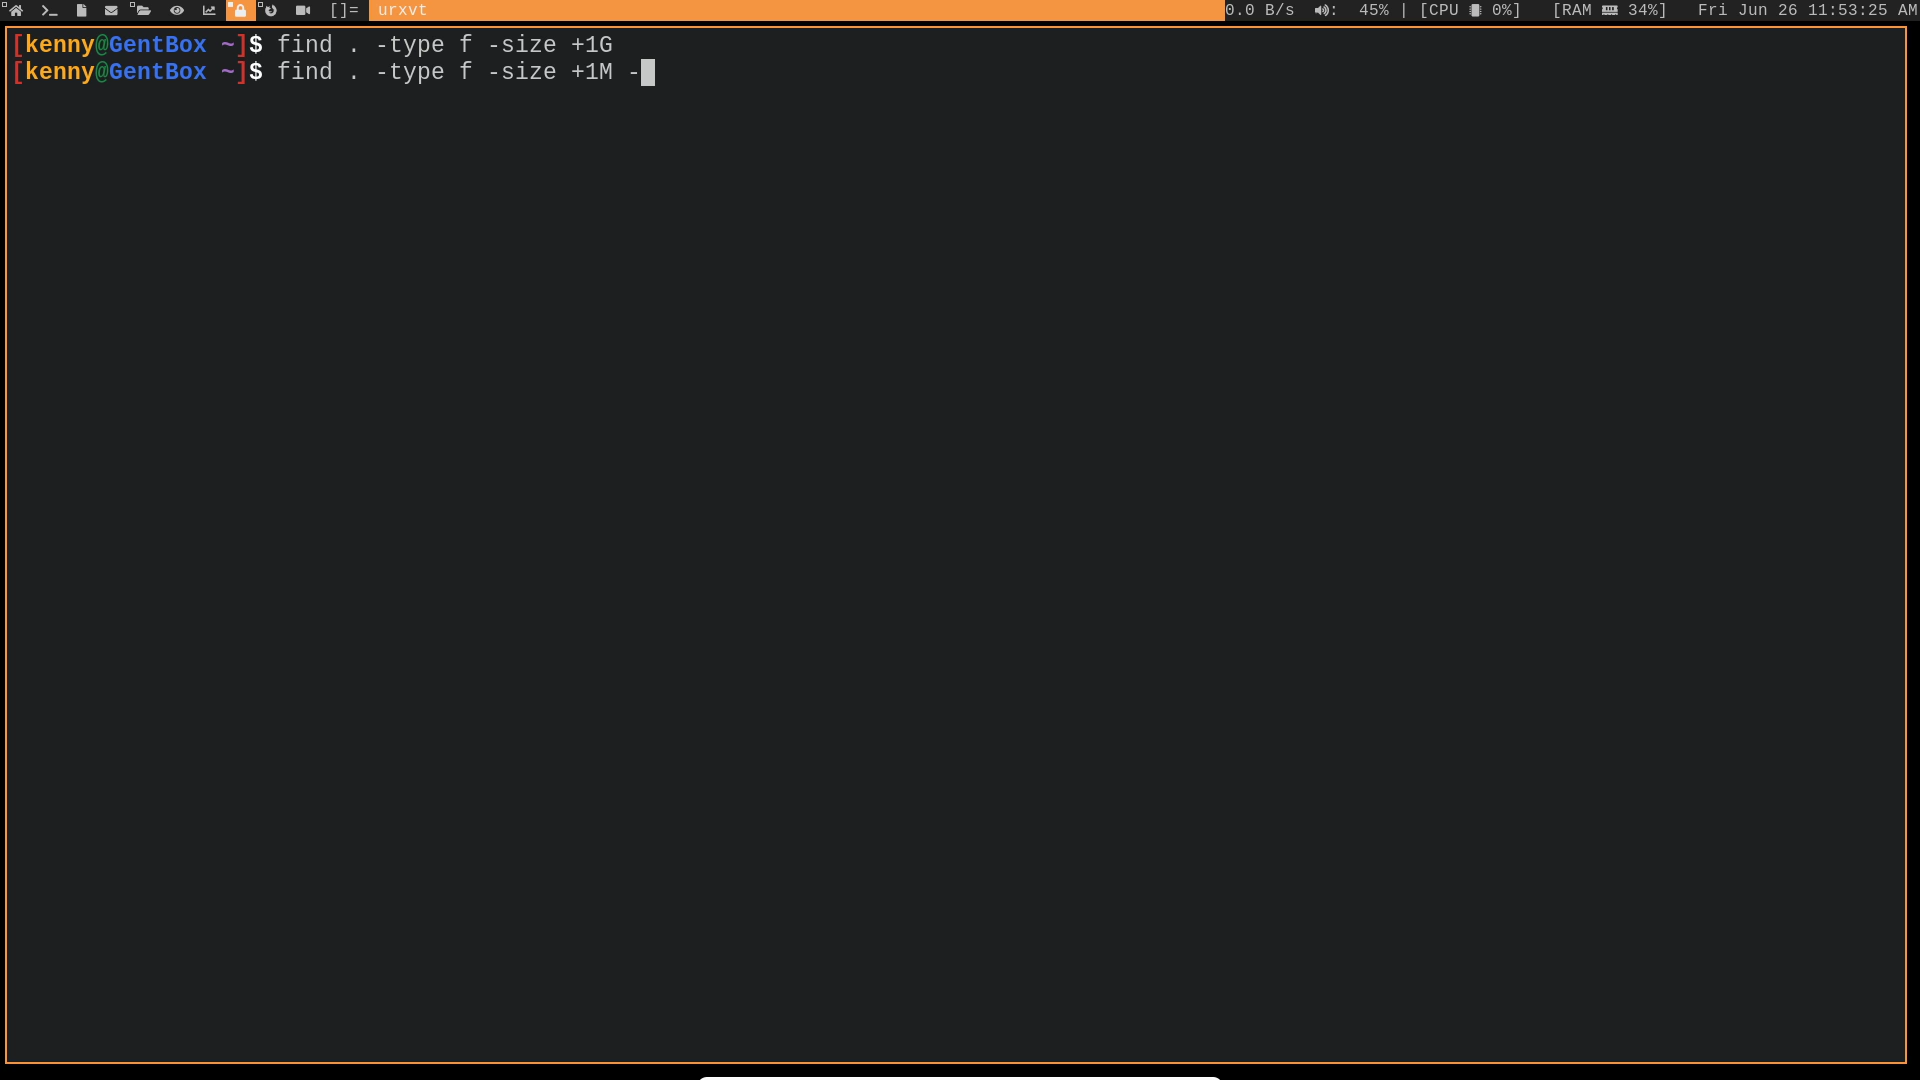 []= urxvt 0.0 B/s : 45% | [CPU 0%] [RAM 34%] Fri Jun 26 11:53:25 AM
[kenny@GentBox ~]$ find . -type f -size +1G
[kenny@GentBox ~]$ find . -type f -size +1M -